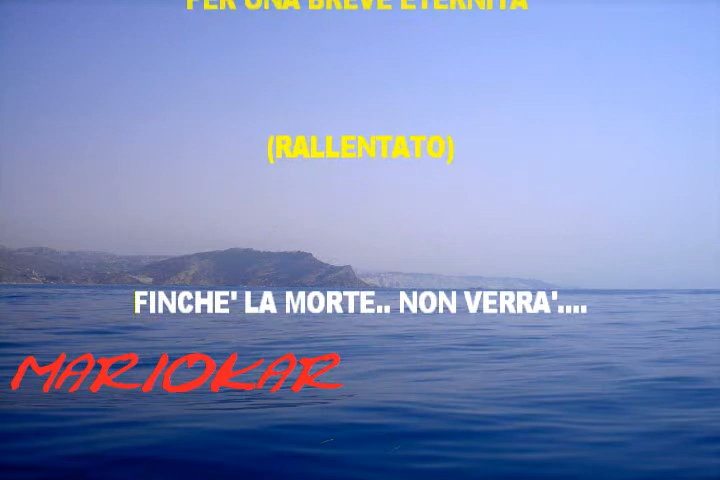 PER UNA BREVE ETERNITA
(RALLENTATO)
FINCHE' LA MORTE.. NON VERRA'....
MARIOKAR